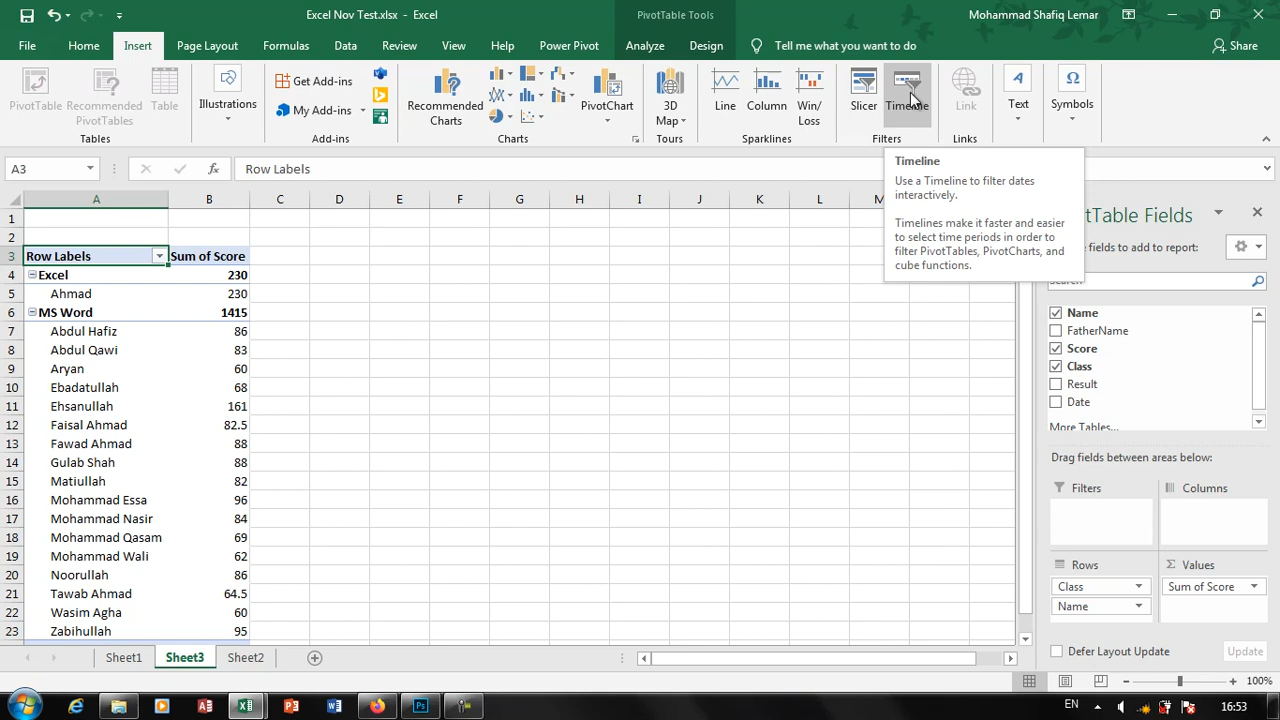 Excel Nov Test.xlsx - Excel
PivotTable Tools
Mohammad Shafiq Lemar
File
Home
Insert
Page Layout
Formulas
Data
Review
View
Help
Power Pivot
Analyze
Design
Tell me what you want to do
Share
PivotTable
Recommended
PivotTables
Table
Tables
Illustrations
Get Add-ins
My Add-ins
Add-ins
Recommended
Charts
PivotChart
Charts
3D
Map
Tours
Line
Column
Win/
Loss
Sparklines
Slicer
Timeline
Filters
Link
Links
Text
Symbols
A3
fx
Row Labels
Timeline
Use a Timeline to filter dates
interactively.
Timelines make it faster and easier
to select time periods in order to
filter PivotTables, PivotCharts, and
cube functions.
A B C D E F G H I J K L M
1
2
3 Row Labels Sum of Score
4 Excel 230
5 Ahmad 230
6 MS Word 1415
7 Abdul Hafiz 86
8 Abdul Qawi 83
9 Aryan 60
10 Ebadatullah 68
11 Ehsanullah 161
12 Faisal Ahmad 82.5
13 Fawad Ahmad 88
14 Gulab Shah 88
15 Matiullah 82
16 Mohammad Essa 96
17 Mohammad Nasir 84
18 Mohammad Qasam 69
19 Mohammad Wali 62
20 Noorullah 86
21 Tawab Ahmad 64.5
22 Wasim Agha 60
23 Zabihullah 95
tTable Fields
e fields to add to report:
Name
FatherName
Score
Class
Result
Date
More Tables...
Drag fields between areas below:
Filters
Columns
Rows
Σ Values
Class
Name
Sum of Score
Defer Layout Update
Update
Sheet1
Sheet3
Sheet2
100%
EN
16:53